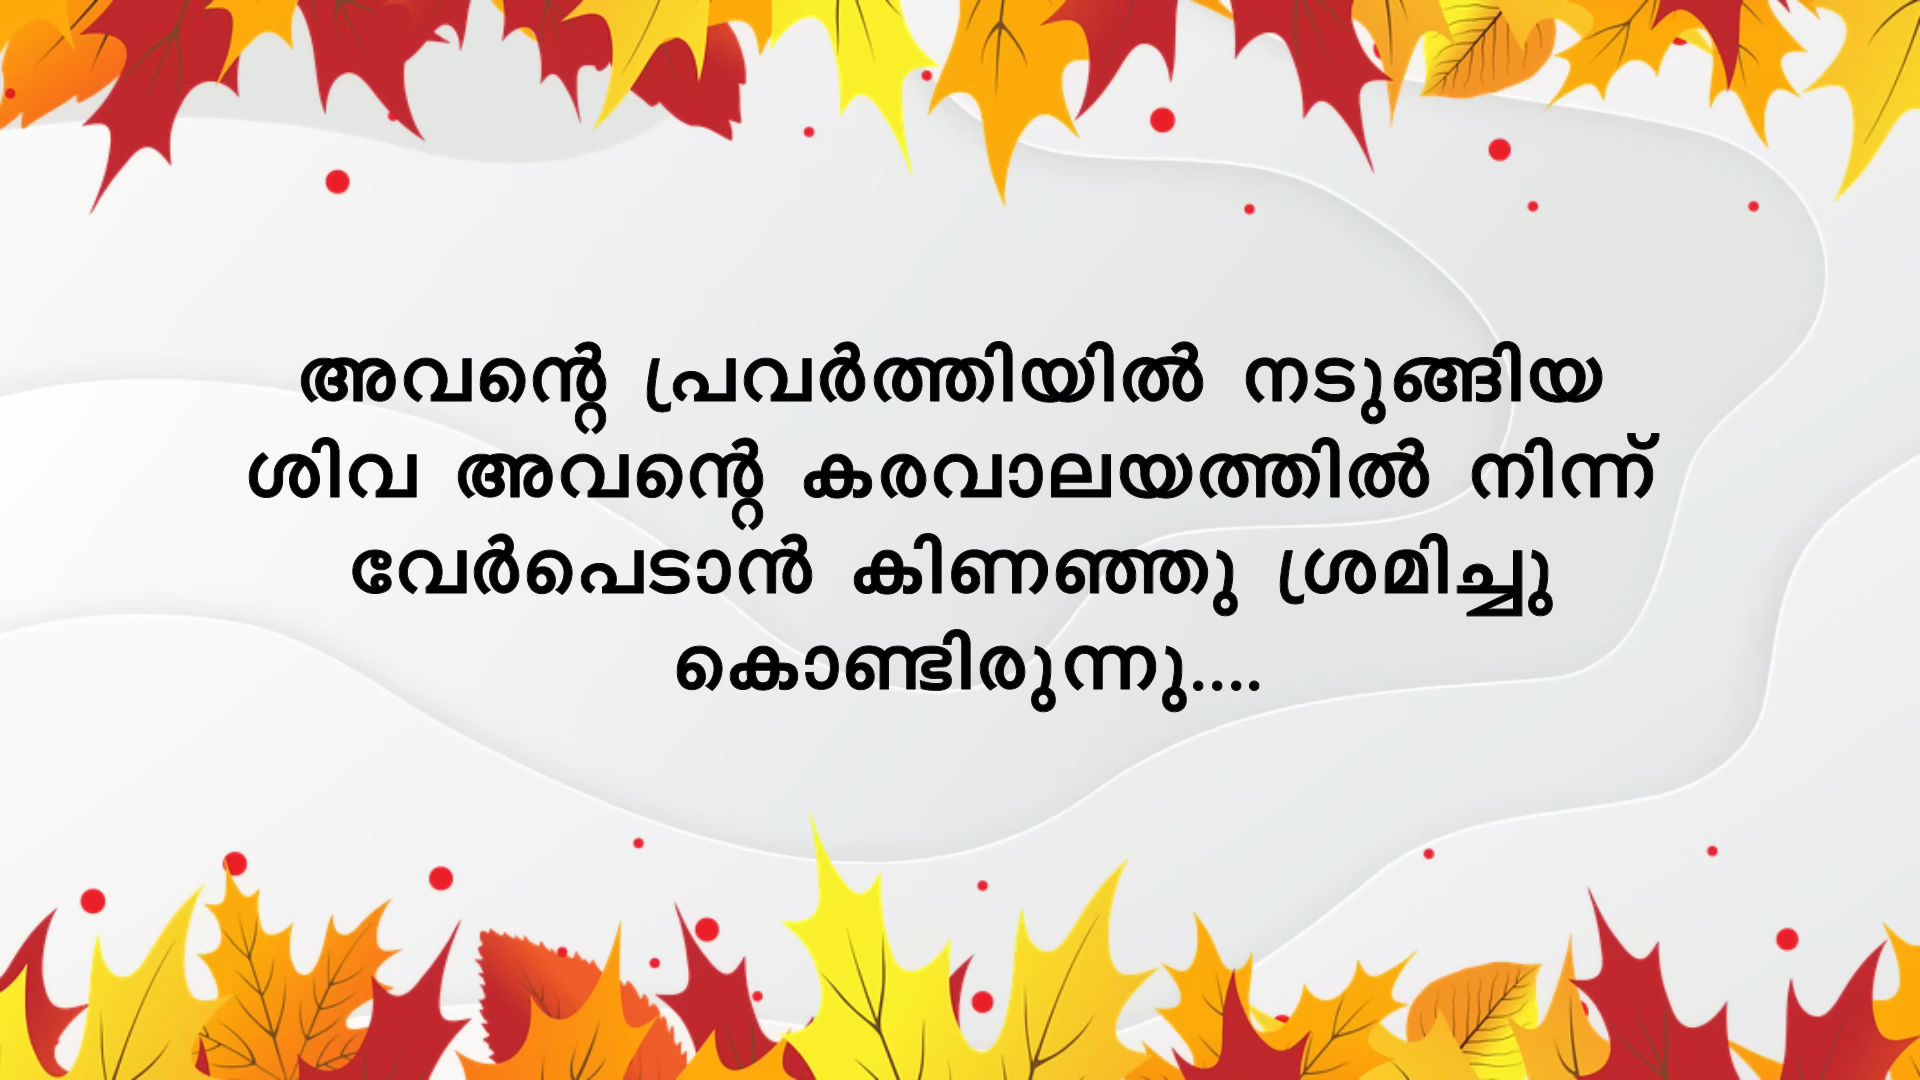 അവന്റെ പ്രവർത്തിയിൽ നടുങ്ങിയ
ശിവ അവന്റെ കരവാലയത്തിൽ നിന്ന്
വേർപെടാൻ കിണഞ്ഞു ശ്രമിച്ചു
കൊണ്ടിരുന്നു....